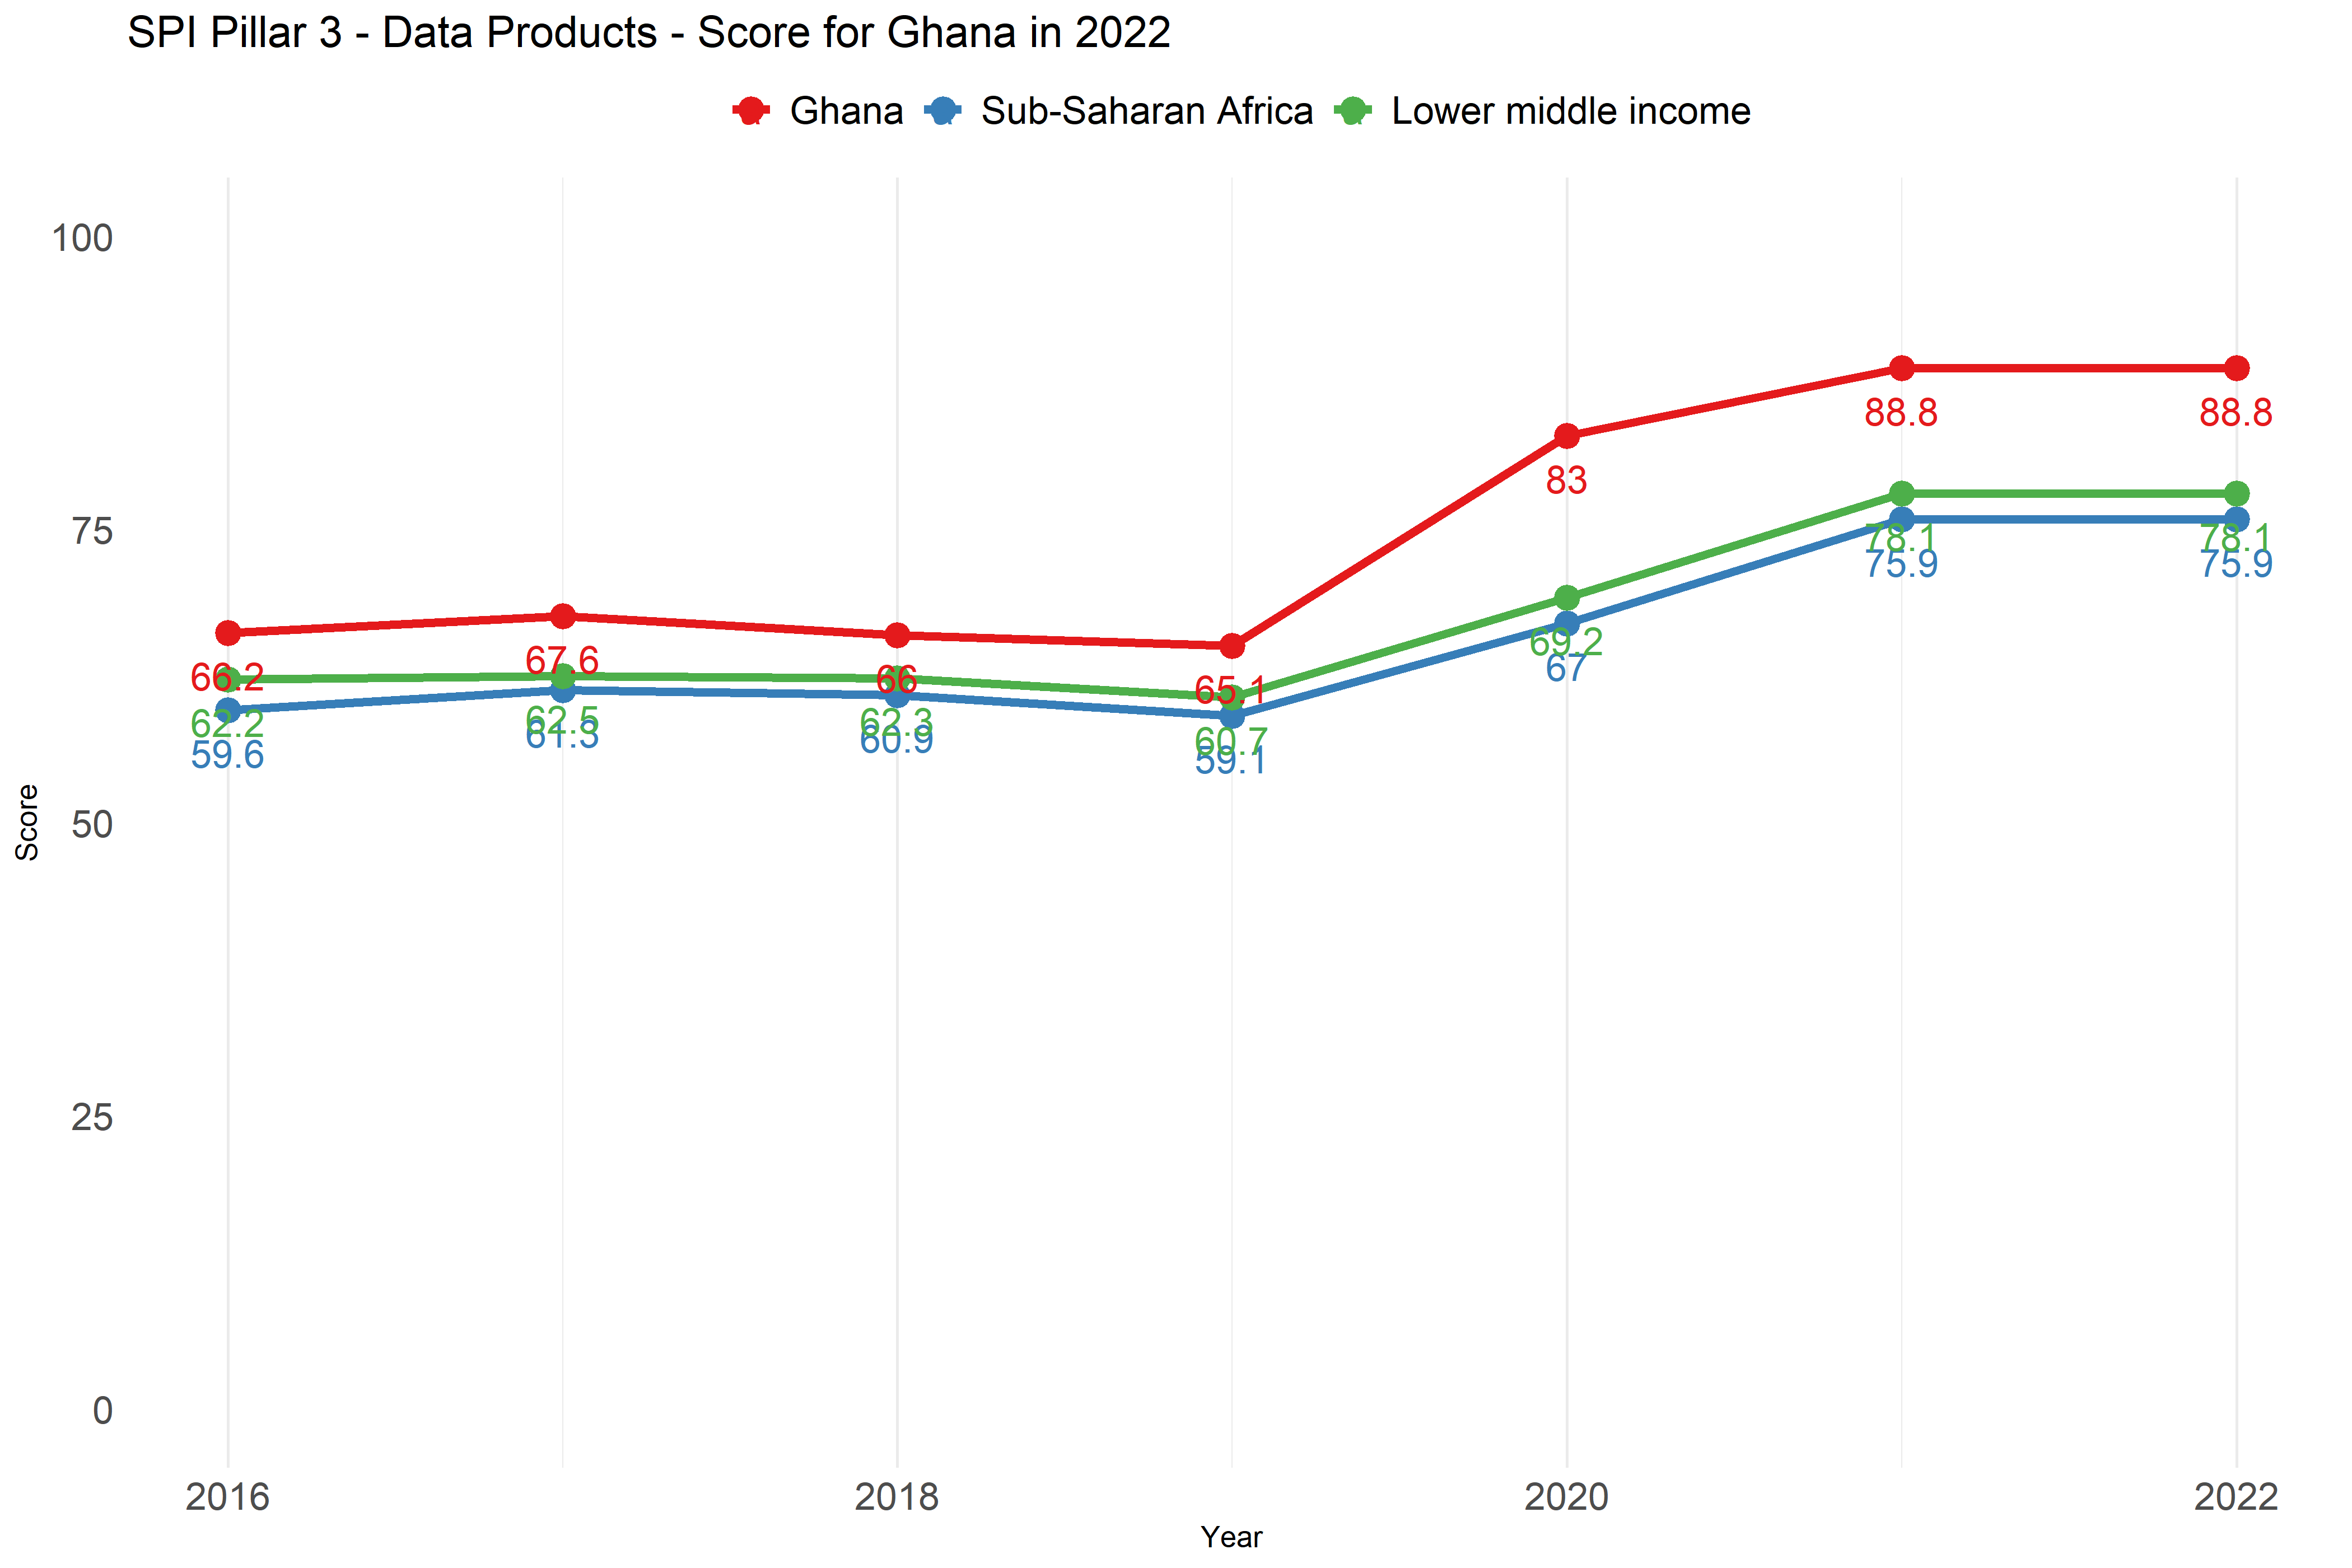 SPI Pillar 3 - Data Products - Score for Ghana in 2022
Ghana Sub-Saharan Africa Lower middle income
100
75
50
25
0
Score
66.2 67.6 66 65.1 83 88.8 88.8
62.2 62.5 62.3 60.7 69.2 78.1 78.1
59.6 61.3 60.9 59.1 67 75.9 75.9
2016 2018 2020 2022
Year